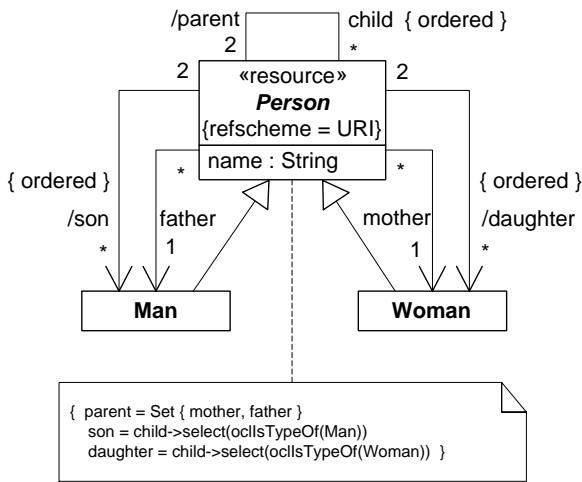 /parent child { ordered }
2 *
2 «resource» 2
Person
{refscheme = URI}
name : String
* *
{ ordered } { ordered }
/son father mother /daughter
* 1 1 *
Man Woman
{ parent = Set { mother, father }
son = child->select(oclIsTypeOf(Man))
daughter = child->select(oclIsTypeOf(Woman)) }